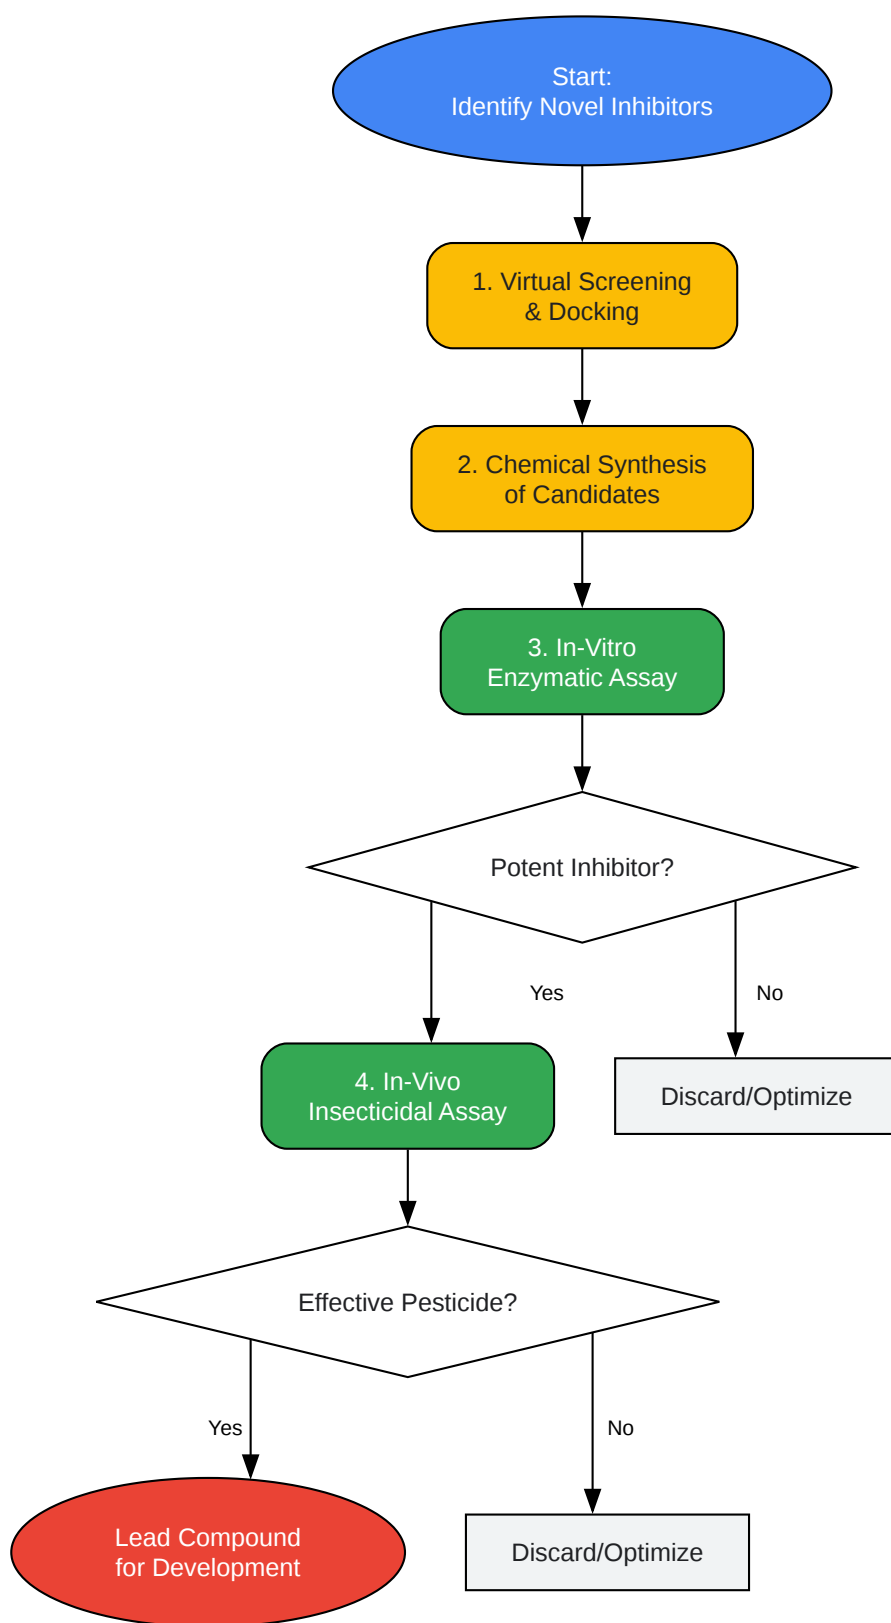 Start:
Identify Novel Inhibitors
1. Virtual Screening
& Docking
2. Chemical Synthesis
of Candidates
3. In-Vitro
Enzymatic Assay
Potent Inhibitor?
Yes
No
4. In-Vivo
Insecticidal Assay
Discard/Optimize
Effective Pesticide?
Yes
No
Lead Compound
for Development
Discard/Optimize